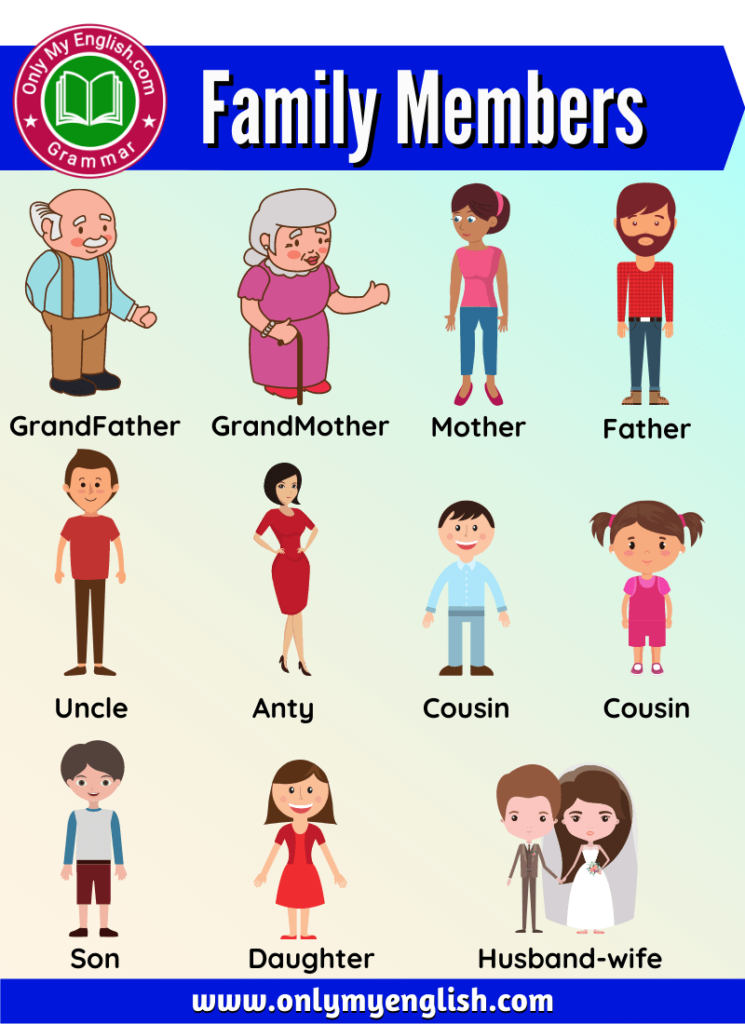 Only My English.com
Grammar
Family Members
GrandFather GrandMother Mother Father
Uncle Anty Cousin Cousin
Son Daughter Husband-wife
www.onlymyenglish.com